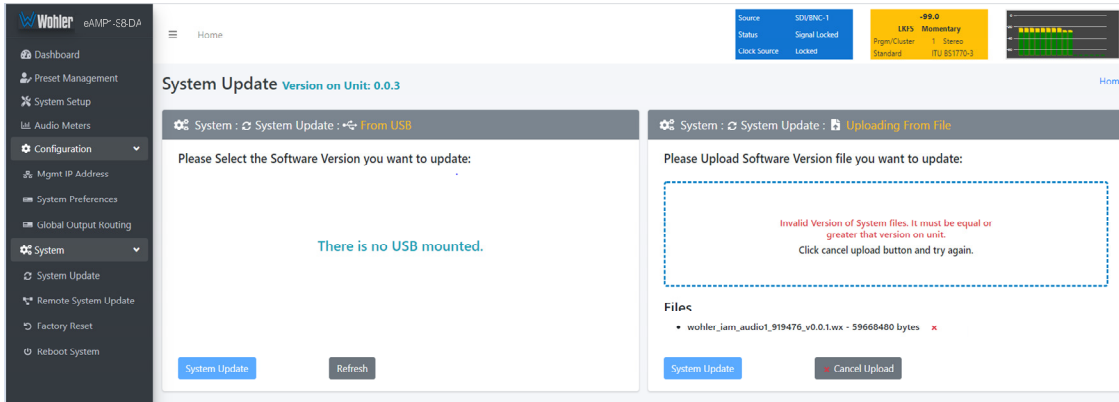 Wohler eAMP1-S8-DA
Dashboard
Preset Management
System Setup
Audio Meters
Configuration
Mgmt IP Address
System Preferences
Global Output Routing
System
System Update
Remote System Update
Factory Reset
Reboot System
Home
Source SDI/BNC-1
Status Signal Locked
Clock Source Locked
-99.0
LKFS Momentary
Prgm/Cluster 1 Stereo
Standard ITU BS1770-3
System Update Version on Unit: 0.0.3
Hom
System : System Update : From USB
Please Select the Software Version you want to update:
There is no USB mounted.
System Update Refresh
System : System Update : Uploading From File
Please Upload Software Version file you want to update:
Invalid Version of System files. It must be equal or
greater that version on unit.
Click cancel upload button and try again.
Files
wohler_iam_audio1_919476_v0.0.1.wx - 59668480 bytes x
System Update x Cancel Upload